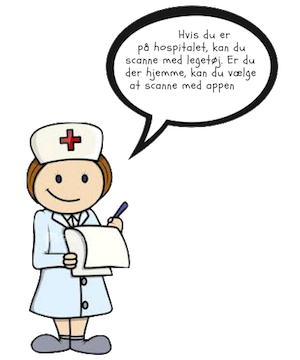 Hvis du er
på hospitalet, kan du
scanne med legetøj. Er du
der hjemme, kan du vælge
at scanne med appen